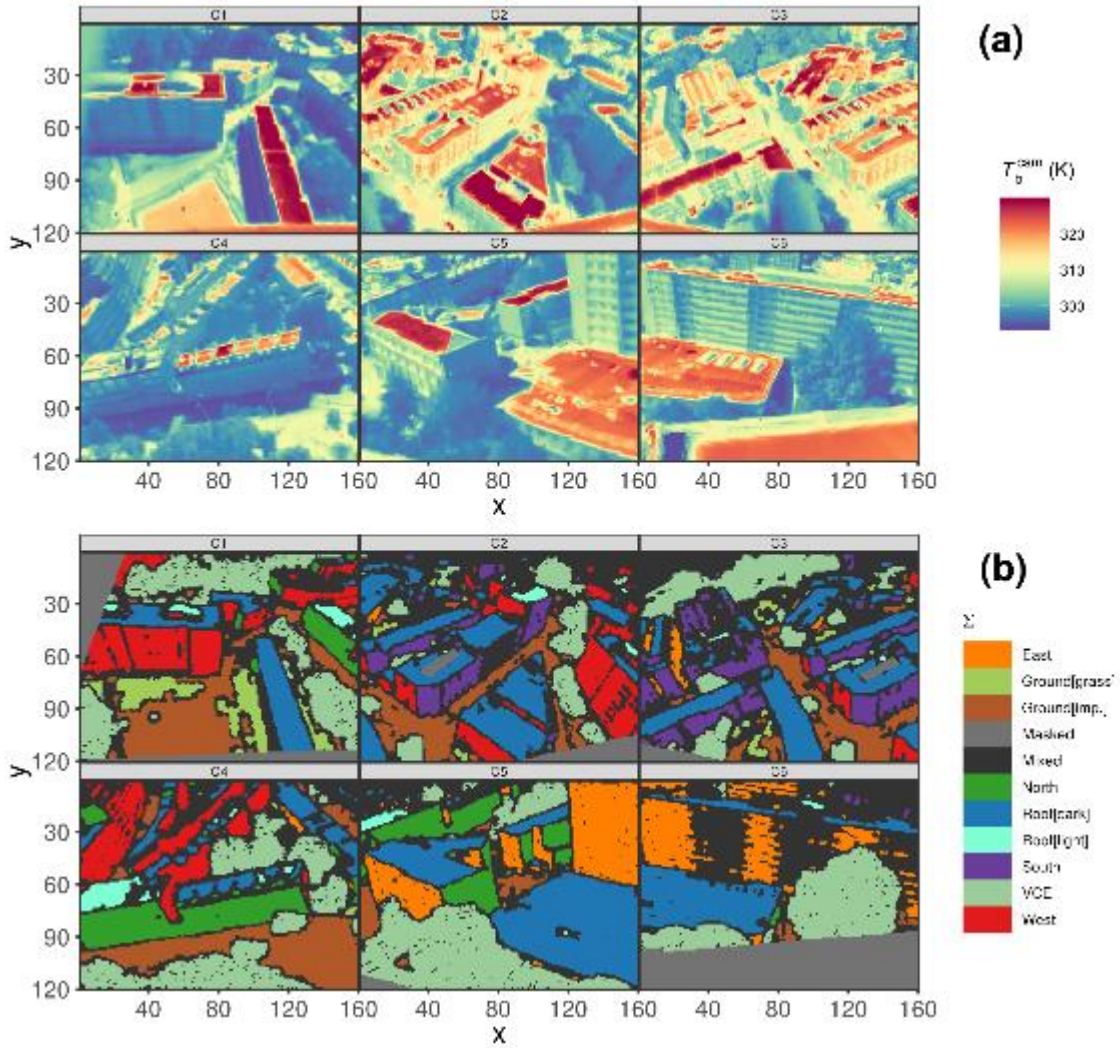 C1 C2 C3
(a)
30
60
90
120
y
C4 C5 C6
30
60
90
120
40 80 120 160 40 80 120 160 40 80 120 160
x
T_b^cam (K)
320
310
300
C1 C2 C3
(b)
30
60
90
120
y
C4 C5 C6
30
60
90
120
40 80 120 160 40 80 120 160 40 80 120 160
x
Σ
East
Ground[grass]
Ground[imp.]
Masked
Mixed
North
Roof[dark]
Roof[light]
South
VCE
West